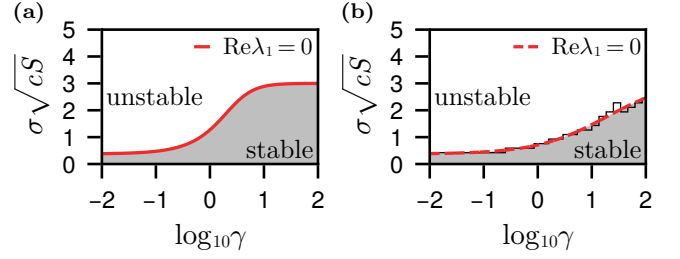 (a)
Reλ₁ = 0
σ√cS
5
4
3
2
1
0
unstable
stable
−2 −1 0 1 2
log₁₀γ
(b)
Reλ₁ = 0
σ√cS
5
4
3
2
1
0
unstable
stable
−2 −1 0 1 2
log₁₀γ